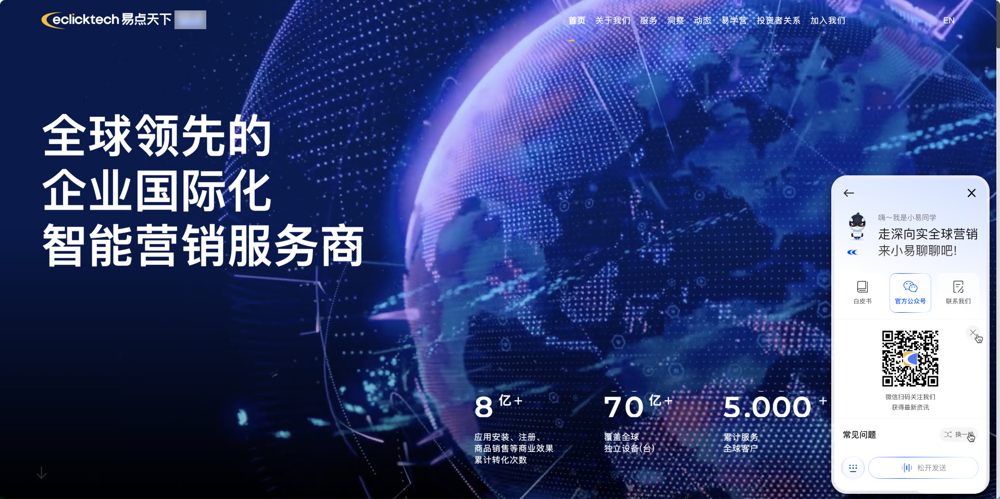 eclicktech 易点天下
首页 关于我们 服务 洞察 动态 易学营 投资者关系 加入我们 EN
全球领先的
企业国际化
智能营销服务商
8 亿+
应用安装、注册、
商品销售等商业效果
累计转化次数
70 亿+
覆盖全球
独立设备(台)
5.000 +
累计服务
全球客户
嗨～我是小易同学
走深向实全球营销
来小易聊聊吧!
白皮书 官方公众号 联系我们
微信扫码关注我们
获得最新资讯
常见问题 换一换
松开发送